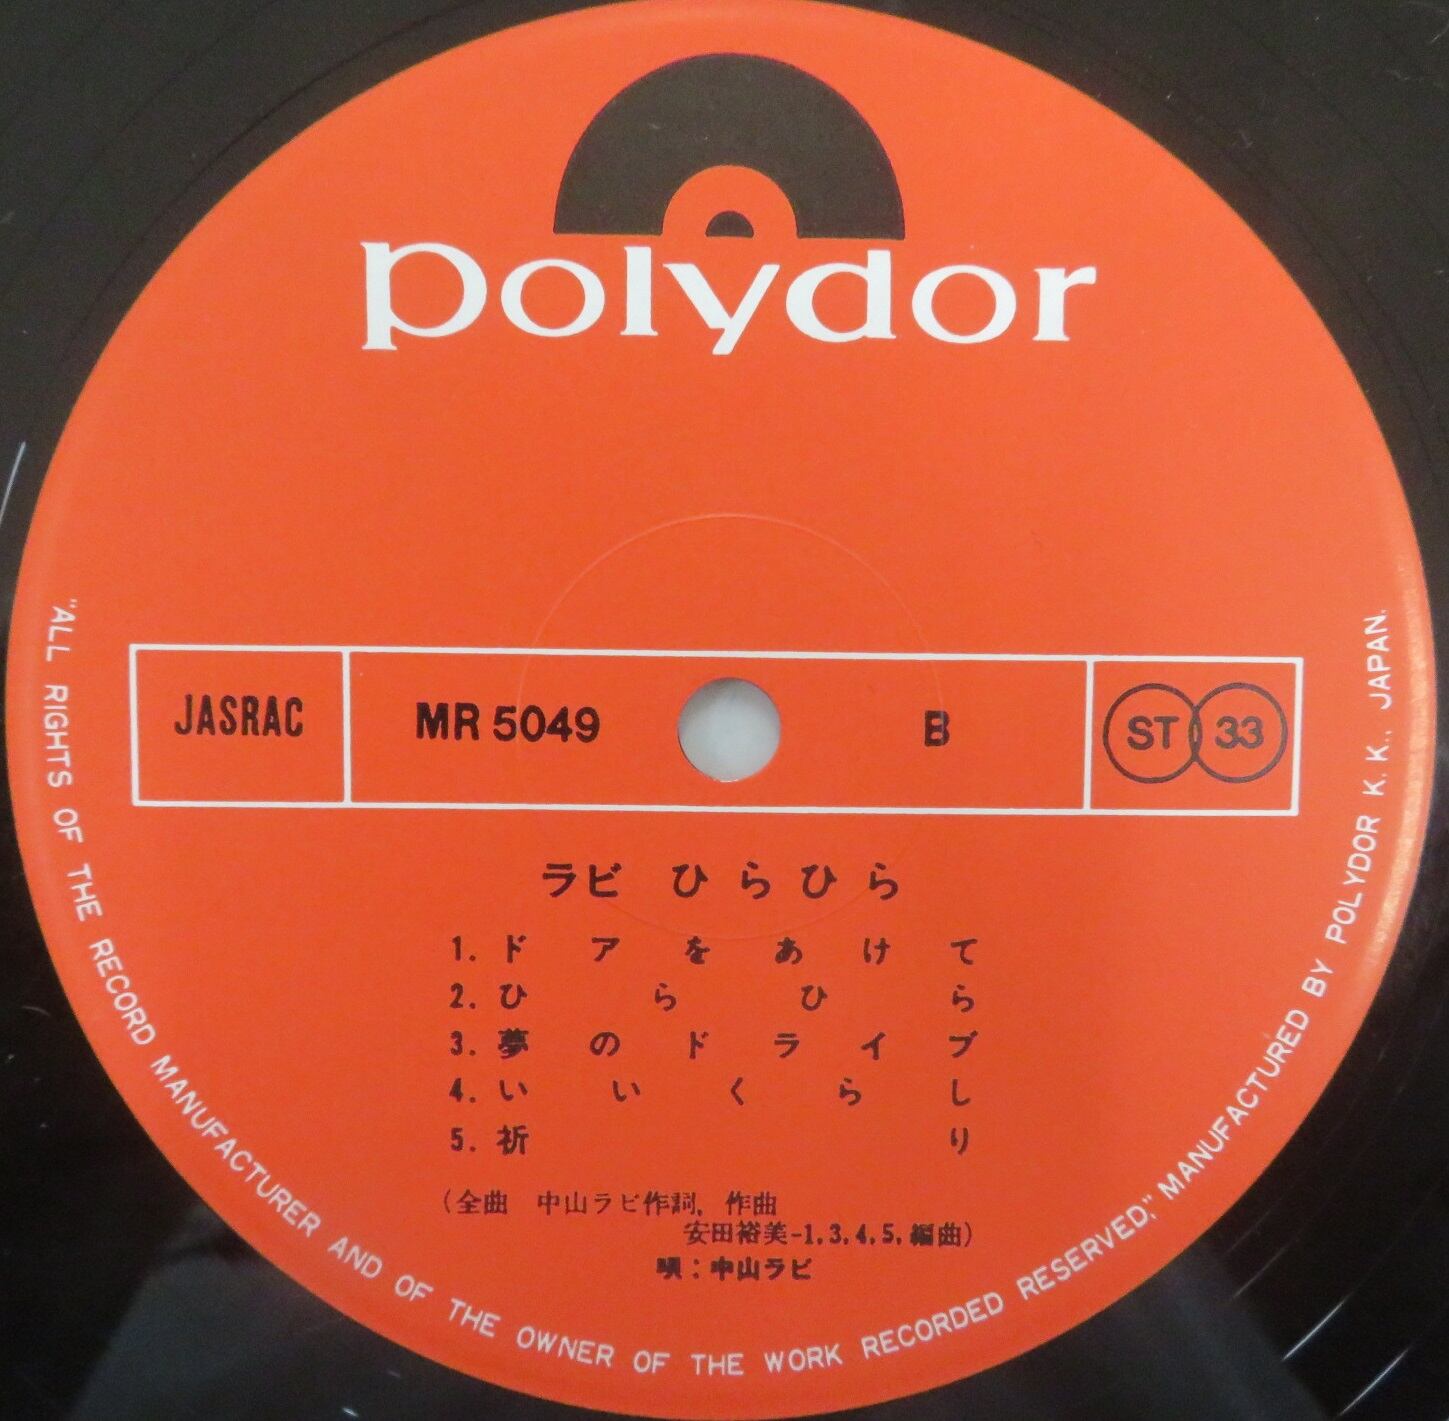 polydor
JASRAC
MR 5049
B
ST 33
ラビ ひらひら
1. ドアをあけて
2. ひらひら
3. 夢のドライブ
4. いいくらし
5. 祈り
(全曲 中山ラビ作詞, 作曲
安田裕美-1,3,4,5,編曲)
唄:中山ラビ
"ALL RIGHTS OF THE RECORD MANUFACTURER AND OF THE OWNER OF THE WORK RECORDED RESERVED," MANUFACTURED BY POLYDOR K. K., JAPAN.